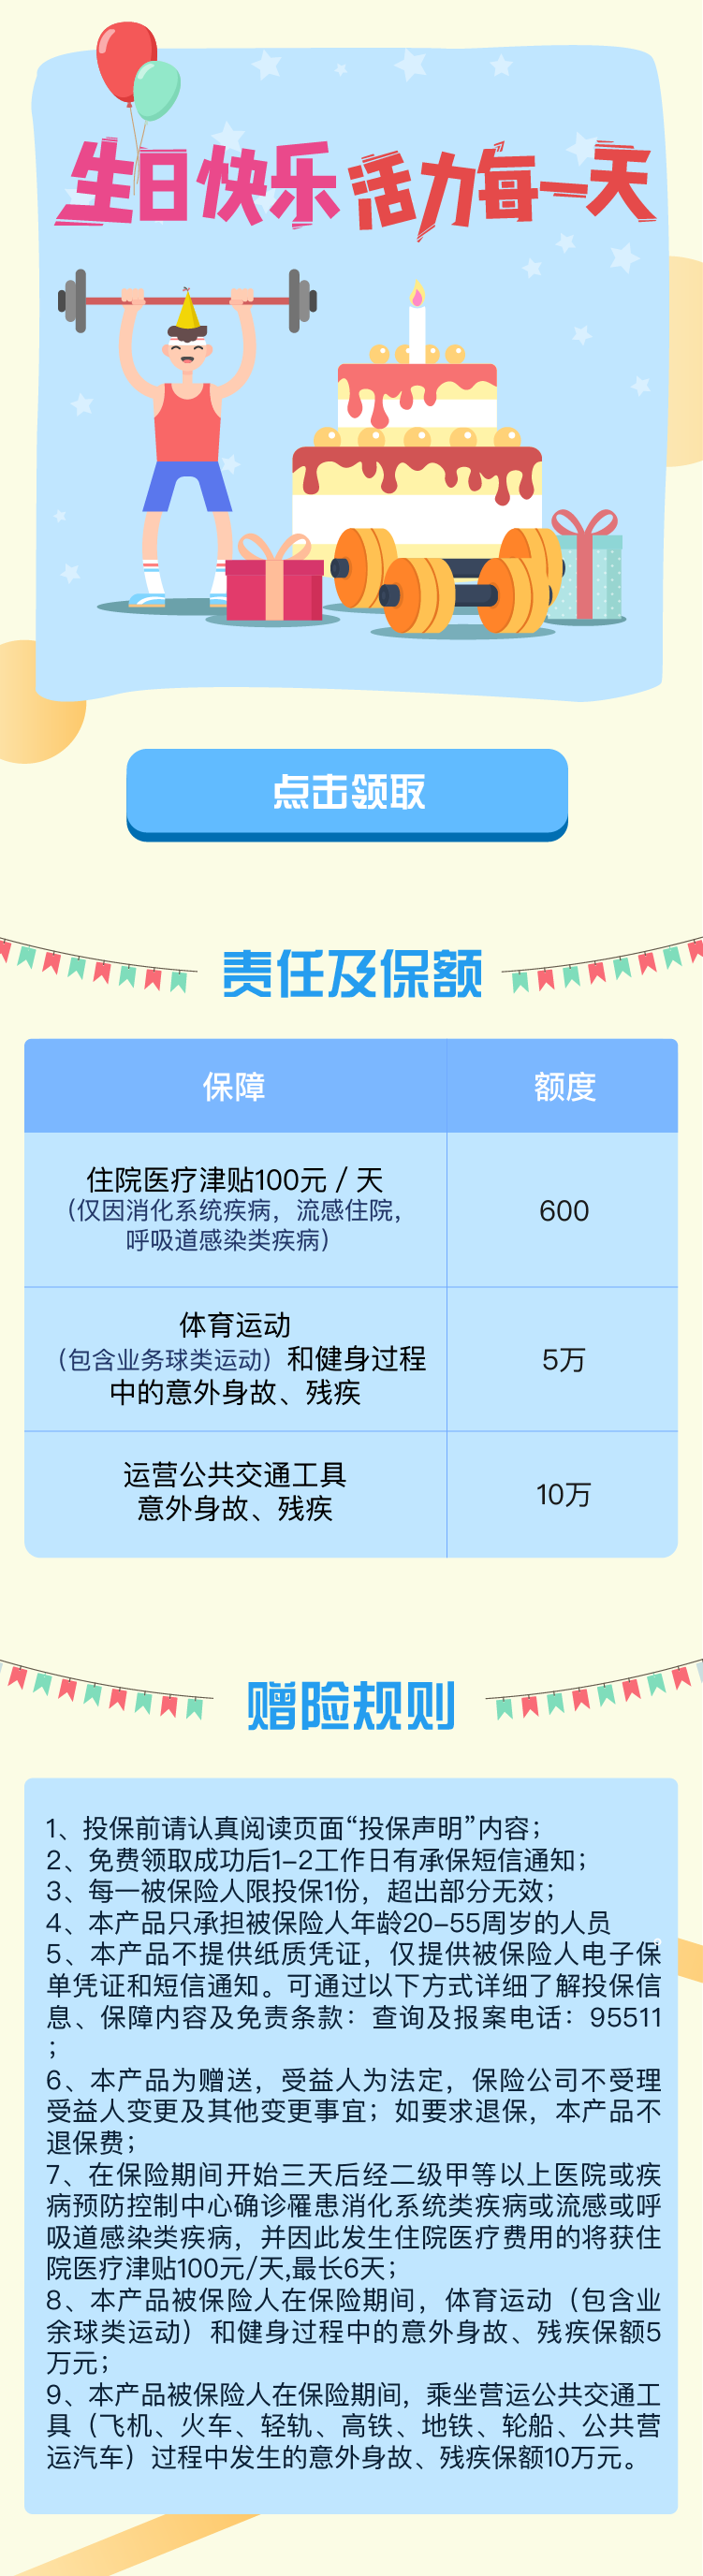 生日快乐 活力每一天
点击领取
责任及保额
保障 额度
住院医疗津贴100元 / 天
（仅因消化系统疾病，流感住院，
呼吸道感染类疾病）
600
体育运动
（包含业务球类运动）和健身过程
中的意外身故、残疾
5万
运营公共交通工具
意外身故、残疾
10万
赠险规则
1、投保前请认真阅读页面“投保声明”内容；
2、免费领取成功后1-2工作日有承保短信通知；
3、每一被保险人限投保1份，超出部分无效；
4、本产品只承担被保险人年龄20-55周岁的人员
5、本产品不提供纸质凭证，仅提供被保险人电子保
单凭证和短信通知。可通过以下方式详细了解投保信
息、保障内容及免责条款：查询及报案电话：95511
；
6、本产品为赠送，受益人为法定，保险公司不受理
受益人变更及其他变更事宜；如要求退保，本产品不
退保费；
7、在保险期间开始三天后经二级甲等以上医院或疾
病预防控制中心确诊罹患消化系统类疾病或流感或呼
吸道感染类疾病，并因此发生住院医疗费用的将获住
院医疗津贴100元/天,最长6天；
8、本产品被保险人在保险期间，体育运动（包含业
余球类运动）和健身过程中的意外身故、残疾保额5
万元；
9、本产品被保险人在保险期间，乘坐营运公共交通工
具（飞机、火车、轻轨、高铁、地铁、轮船、公共营
运汽车）过程中发生的意外身故、残疾保额10万元。